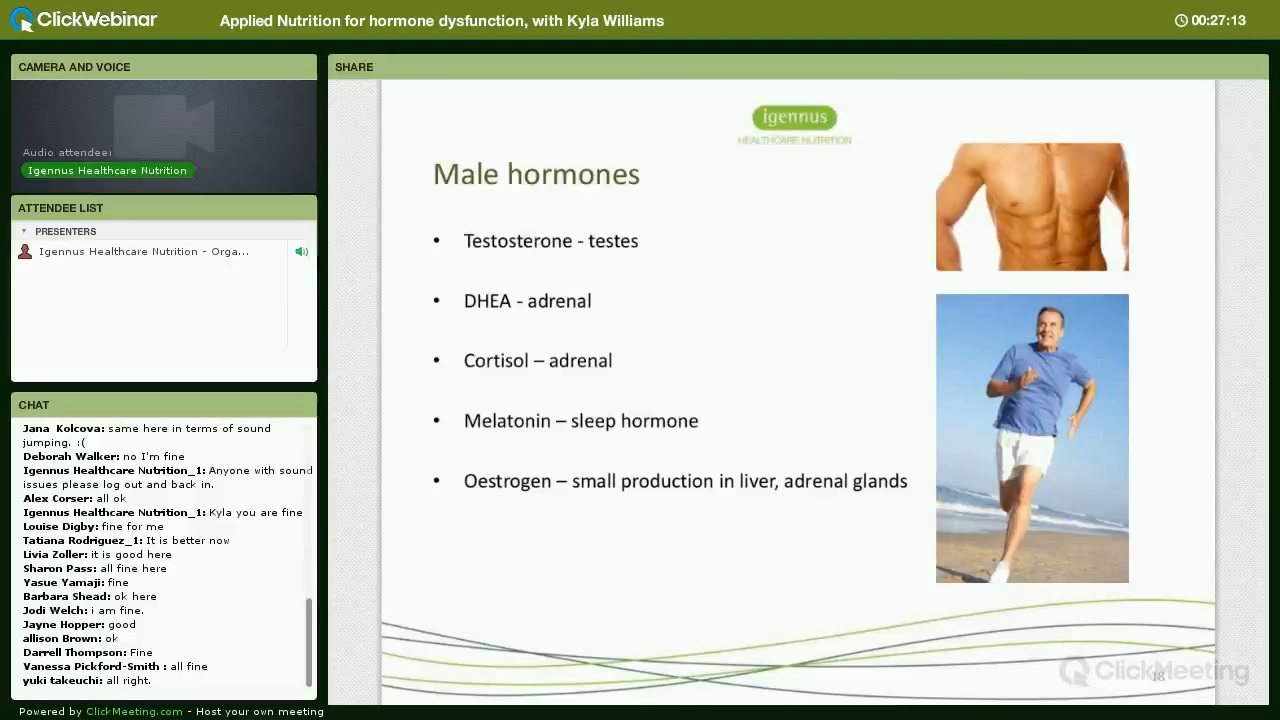 ClickWebinar
Applied Nutrition for hormone dysfunction, with Kyla Williams
00:27:13
CAMERA AND VOICE
Audio attendee:
Igennus Healthcare Nutrition
ATTENDEE LIST
PRESENTERS
Igennus Healthcare Nutrition - Orga...
CHAT
Jana Kolcova: same here in terms of sound
jumping. :(
Deborah Walker: no I'm fine
Igennus Healthcare Nutrition_1: Anyone with sound
issues please log out and back in.
Alex Corser: all ok
Igennus Healthcare Nutrition_1: Kyla you are fine
Louise Digby: fine for me
Tatiana Rodriguez_1: It is better now
Livia Zoller: it is good here
Sharon Pass: all fine here
Yasue Yamaji: fine
Barbara Shead: ok here
Jodi Welch: i am fine.
Jayne Hopper: good
allison Brown: ok
Darrell Thompson: Fine
Vanessa Pickford-Smith : all fine
yuki takeuchi: all right.
Powered by ClickMeeting.com - Host your own meeting
SHARE
igennus
HEALTHCARE NUTRITION
Male hormones
• Testosterone - testes
• DHEA - adrenal
• Cortisol – adrenal
• Melatonin – sleep hormone
• Oestrogen – small production in liver, adrenal glands
ClickMeeting
18